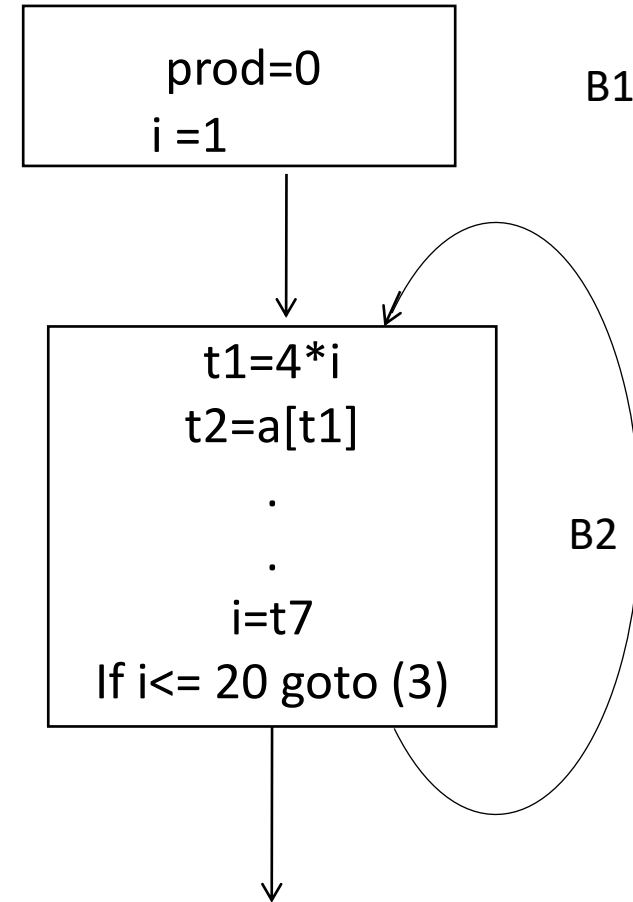 prod=0
i =1
B1
t1=4*i
t2=a[t1]
.
.
B2
i=t7
If i<= 20 goto (3)